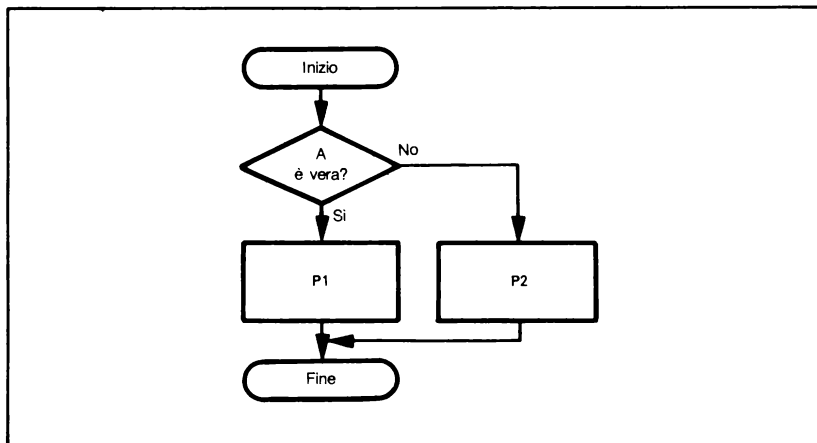 Inizio
A
è vera?
No
Si
P1
P2
Fine